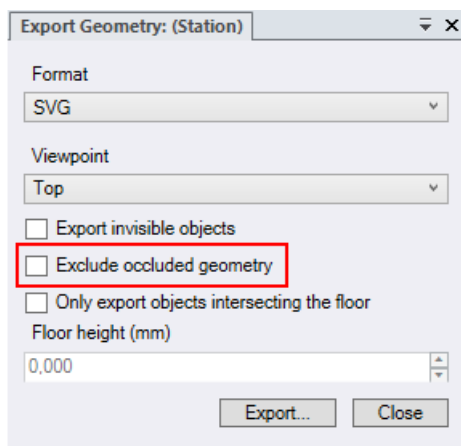 Export Geometry: (Station)
Format
SVG
Viewpoint
Top
Export invisible objects
Exclude occluded geometry
Only export objects intersecting the floor
Floor height (mm)
0,000
Export... Close